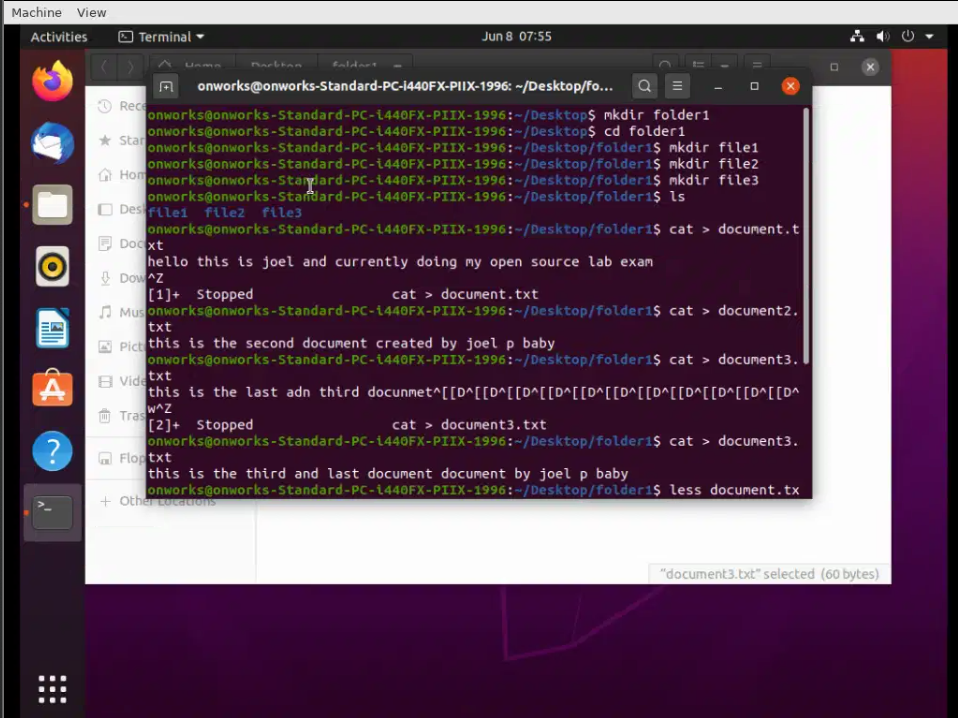 Machine View
Activities Terminal Jun 8 07:55
Home Desktop folder1
onworks@onworks-Standard-PC-i440FX-PIIX-1996: ~/Desktop/fo...
Rece
Star
Hom
Des
Doc
Dow
Mus
Pict
Vide
Tras
Flop
Other Locations
onworks@onworks-Standard-PC-i440FX-PIIX-1996:~/Desktop$ mkdir folder1
onworks@onworks-Standard-PC-i440FX-PIIX-1996:~/Desktop$ cd folder1
onworks@onworks-Standard-PC-i440FX-PIIX-1996:~/Desktop/folder1$ mkdir file1
onworks@onworks-Standard-PC-i440FX-PIIX-1996:~/Desktop/folder1$ mkdir file2
onworks@onworks-Standard-PC-i440FX-PIIX-1996:~/Desktop/folder1$ mkdir file3
onworks@onworks-Standard-PC-i440FX-PIIX-1996:~/Desktop/folder1$ ls
file1 file2 file3
onworks@onworks-Standard-PC-i440FX-PIIX-1996:~/Desktop/folder1$ cat > document.t
xt
hello this is joel and currently doing my open source lab exam
^Z
[1]+ Stopped cat > document.txt
onworks@onworks-Standard-PC-i440FX-PIIX-1996:~/Desktop/folder1$ cat > document2.
txt
this is the second document created by joel p baby
onworks@onworks-Standard-PC-i440FX-PIIX-1996:~/Desktop/folder1$ cat > document3.
txt
this is the last adn third docunmet^[[D^[[D^[[D^[[D^[[D^[[D^[[D^[[D^[[D^[[D^[[D^
w^Z
[2]+ Stopped cat > document3.txt
onworks@onworks-Standard-PC-i440FX-PIIX-1996:~/Desktop/folder1$ cat > document3.
txt
this is the third and last document document by joel p baby
onworks@onworks-Standard-PC-i440FX-PIIX-1996:~/Desktop/folder1$ less document.tx
"document3.txt" selected (60 bytes)